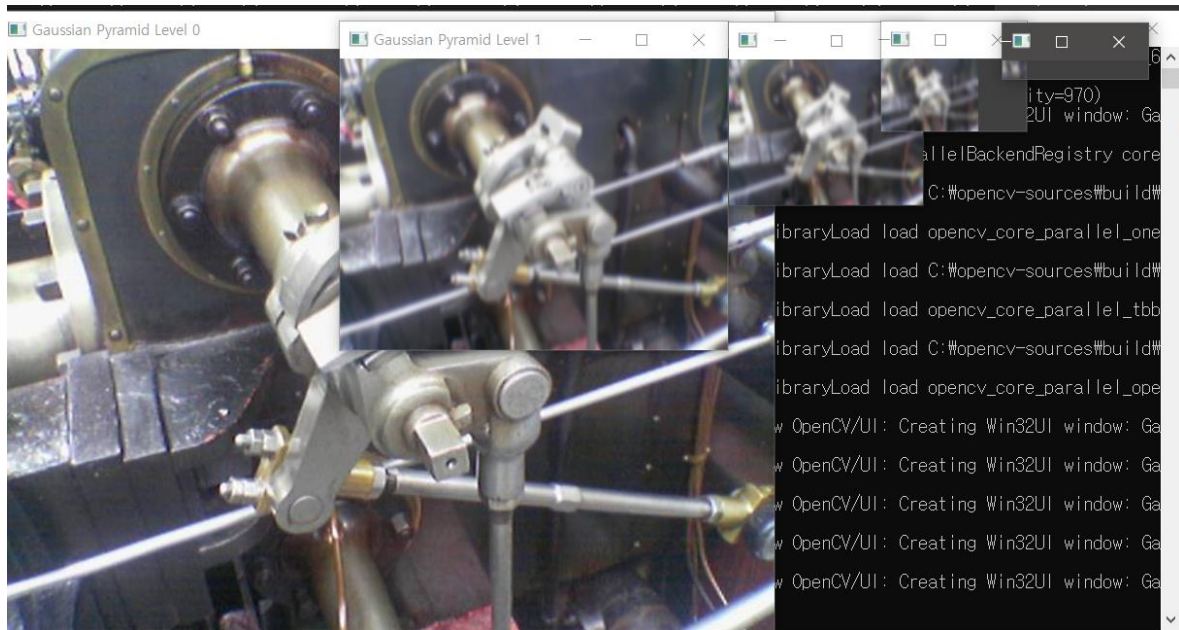 Gaussian Pyramid Level 0
Gaussian Pyramid Level 1
6
ity=970)
2UI window: Ga
allelBackendRegistry core
C:₩opencv-sources₩build₩
ibraryLoad load opencv_core_parallel_one
ibraryLoad load C:₩opencv-sources₩build₩
ibraryLoad load opencv_core_parallel_tbb
ibraryLoad load C:₩opencv-sources₩build₩
ibraryLoad load opencv_core_parallel_ope
w OpenCV/UI: Creating Win32UI window: Ga
w OpenCV/UI: Creating Win32UI window: Ga
w OpenCV/UI: Creating Win32UI window: Ga
w OpenCV/UI: Creating Win32UI window: Ga
w OpenCV/UI: Creating Win32UI window: Ga